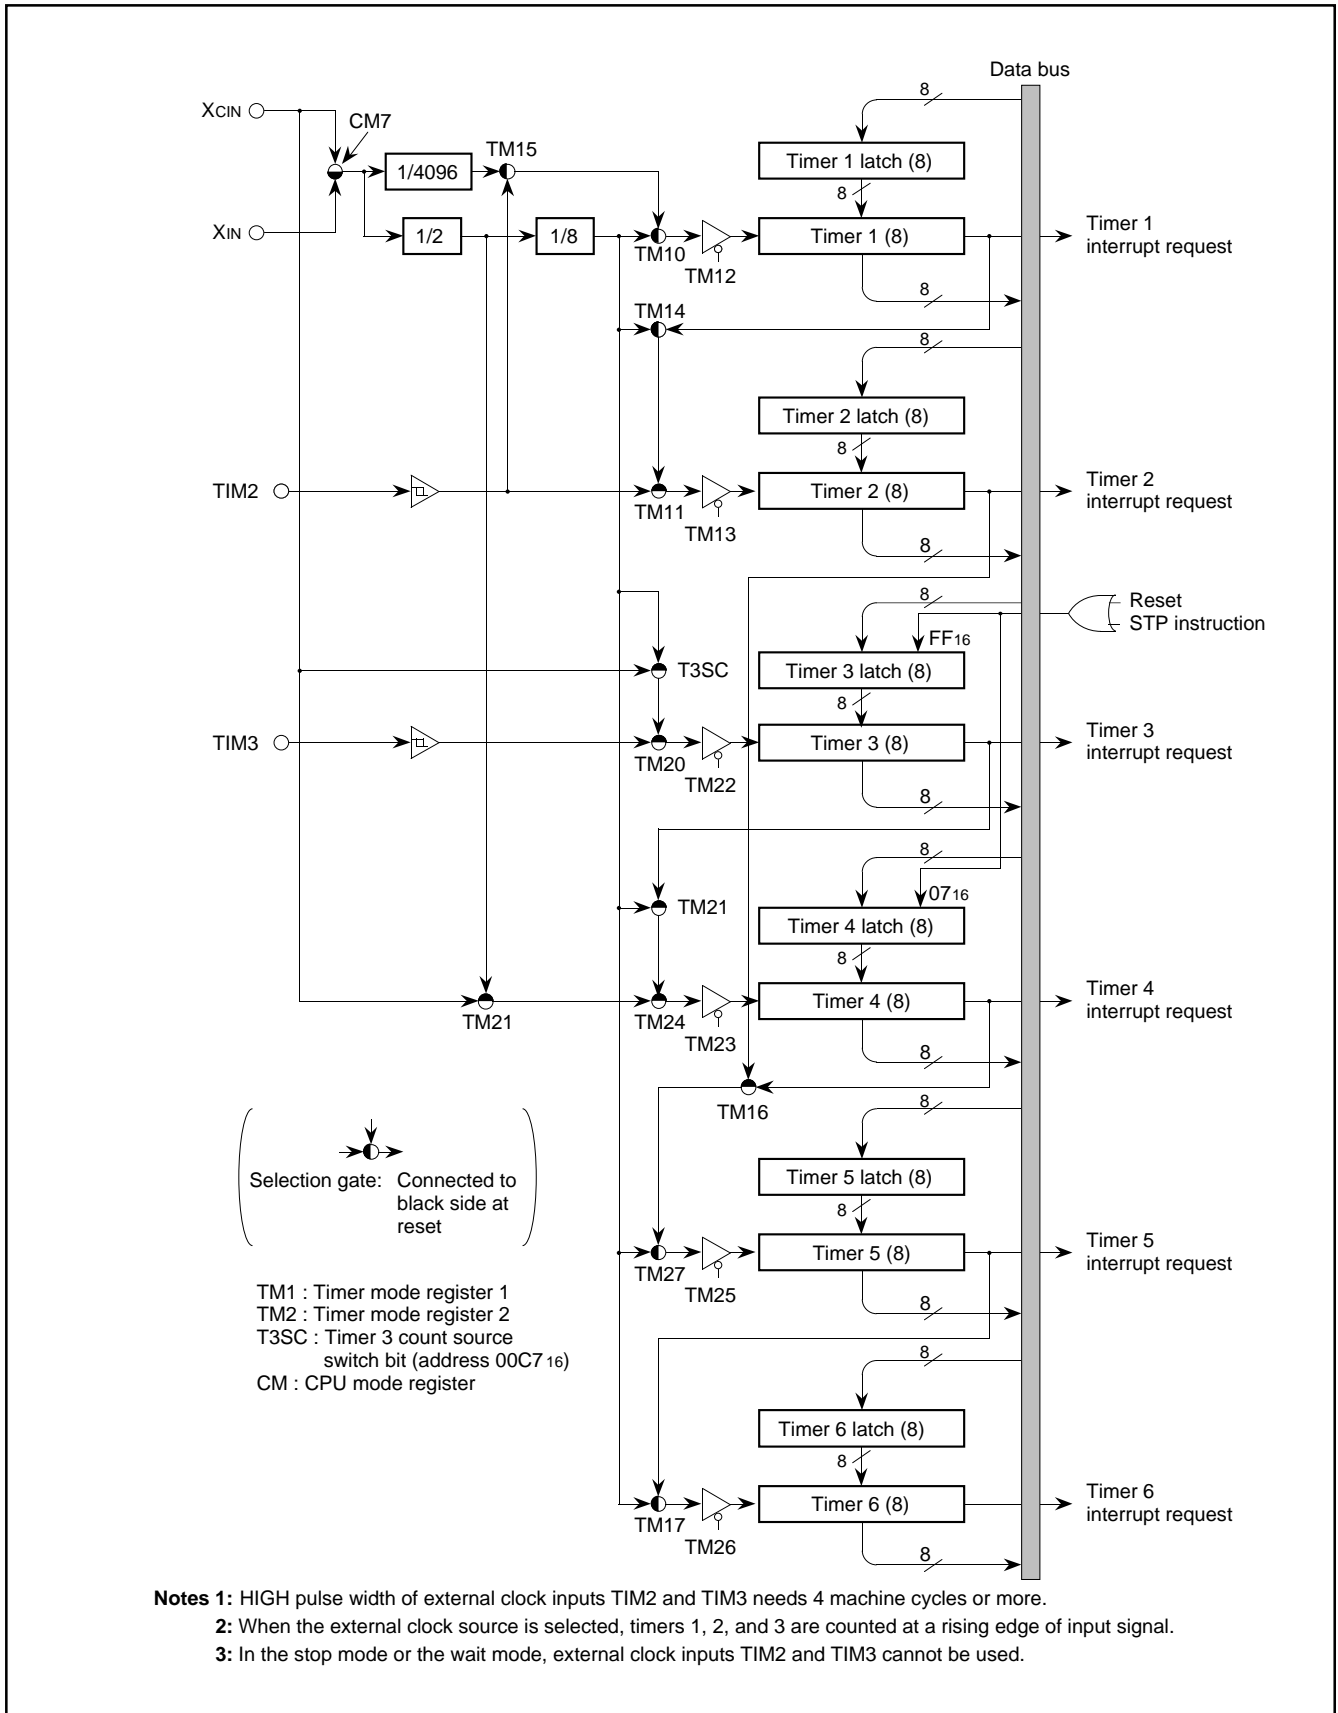 Data bus
8
XCIN
CM7
TM15
1/4096
Timer 1 latch (8)
8
XIN
1/2
1/8
TM10
TM12
Timer 1 (8)
Timer 1
interrupt request
8
TM14
8
Timer 2 latch (8)
8
TIM2
TM11
TM13
Timer 2 (8)
Timer 2
interrupt request
8
8
Reset
STP instruction
FF16
T3SC
Timer 3 latch (8)
8
TIM3
TM20
TM22
Timer 3 (8)
Timer 3
interrupt request
8
8
0716
TM21
Timer 4 latch (8)
8
TM21
TM24
TM23
Timer 4 (8)
Timer 4
interrupt request
8
TM16
8
Selection gate: Connected to
black side at
reset
Timer 5 latch (8)
8
TM27
TM25
Timer 5 (8)
Timer 5
interrupt request
8
TM1 : Timer mode register 1
TM2 : Timer mode register 2
T3SC : Timer 3 count source
switch bit (address 00C716)
CM : CPU mode register
8
Timer 6 latch (8)
8
TM17
TM26
Timer 6 (8)
Timer 6
interrupt request
8
Notes 1: HIGH pulse width of external clock inputs TIM2 and TIM3 needs 4 machine cycles or more.
2: When the external clock source is selected, timers 1, 2, and 3 are counted at a rising edge of input signal.
3: In the stop mode or the wait mode, external clock inputs TIM2 and TIM3 cannot be used.